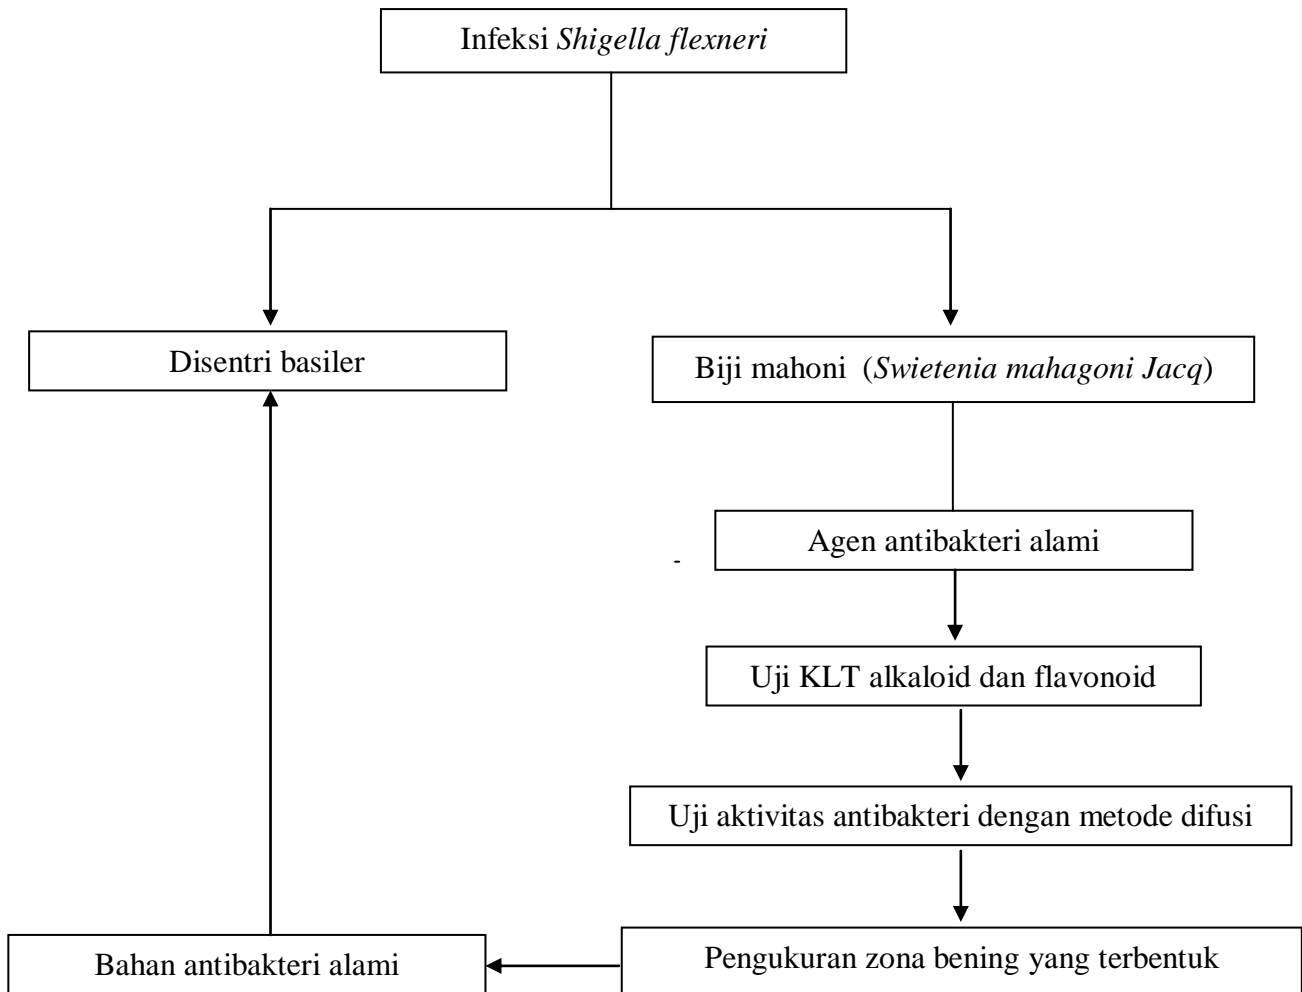 Infeksi Shigella flexneri
Disentri basiler
Biji mahoni (Swietenia mahagoni Jacq)
Agen antibakteri alami
-
Uji KLT alkaloid dan flavonoid
Uji aktivitas antibakteri dengan metode difusi
Pengukuran zona bening yang terbentuk
Bahan antibakteri alami